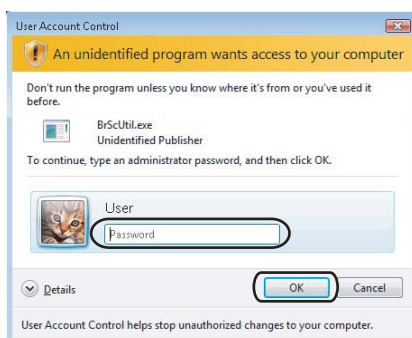 User Account Control
An unidentified program wants access to your computer
Don't run the program unless you know where it's from or you've used it
before.
BrScUtil.exe
Unidentified Publisher
To continue, type an administrator password, and then click OK.
User
Password
Details
OK
Cancel
User Account Control helps stop unauthorized changes to your computer.